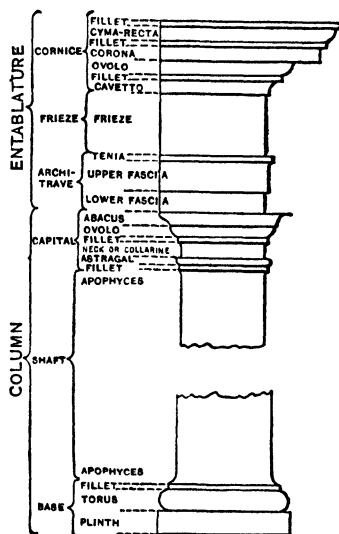 ENTABLATURE
CORNICE
FILLET
CYMA-RECTA
FILLET
CORONA
OVOLO
FILLET
CAVETTO
FRIEZE
FRIEZE
ARCHI-
TRAVE
TENIA
UPPER FASCIA
LOWER FASCIA
COLUMN
CAPITAL
ABACUS
OVOLO
FILLET
NECK OR COLLARINE
ASTRAGAL
FILLET
SHAFT
APOPHYCES
APOPHYCES
BASE
FILLET
TORUS
PLINTH